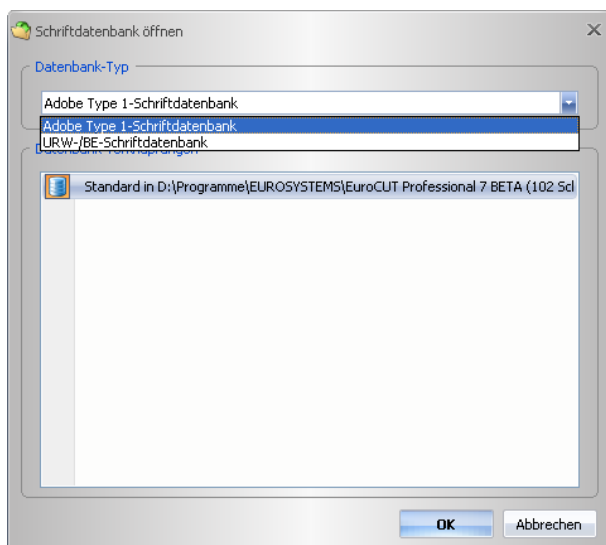 Schriftdatenbank öffnen
Datenbank-Typ
Adobe Type 1-Schriftdatenbank
Adobe Type 1-Schriftdatenbank
URW-/BE-Schriftdatenbank
Standard in D:\Programme\EUROSYSTEMS\EuroCUT Professional 7 BETA (102 Scl
OK
Abbrechen